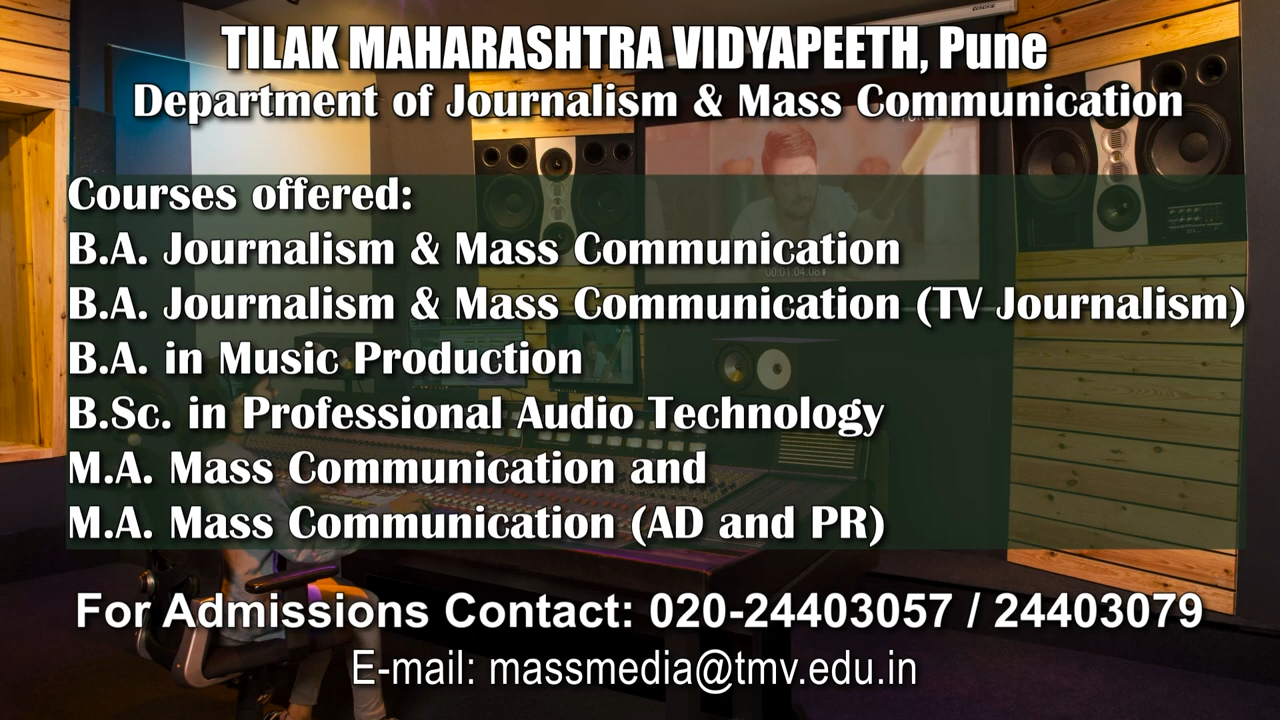 TILAK MAHARASHTRA VIDYAPEETH, Pune
Department of Journalism & Mass Communication
Courses offered:
B.A. Journalism & Mass Communication
B.A. Journalism & Mass Communication (TV Journalism)
B.A. in Music Production
B.Sc. in Professional Audio Technology
M.A. Mass Communication and
M.A. Mass Communication (AD and PR)
For Admissions Contact: 020-24403057 / 24403079
E-mail: massmedia@tmv.edu.in